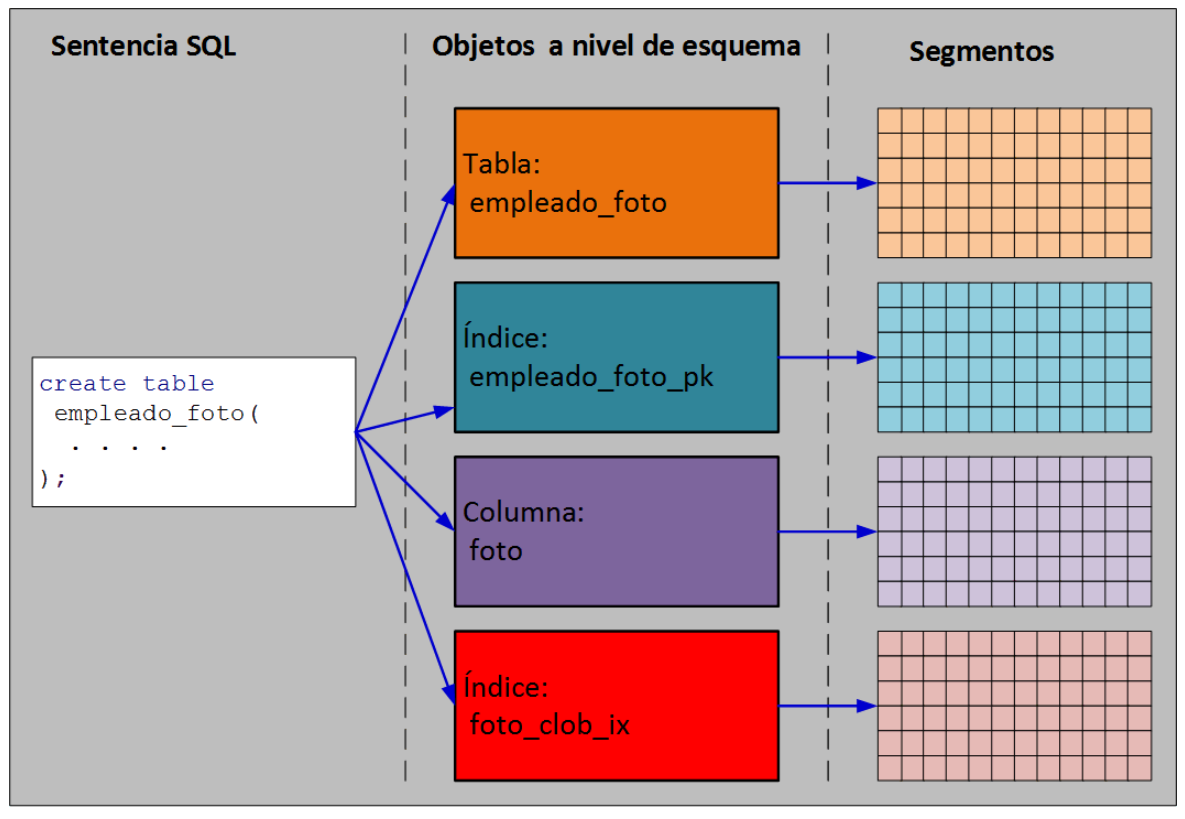 Sentencia SQL
Objetos a nivel de esquema
Segmentos
Tabla:
empleado_foto
Índice:
empleado_foto_pk
create table
empleado_foto(
. . . .
);
Columna:
foto
Índice:
foto_clob_ix